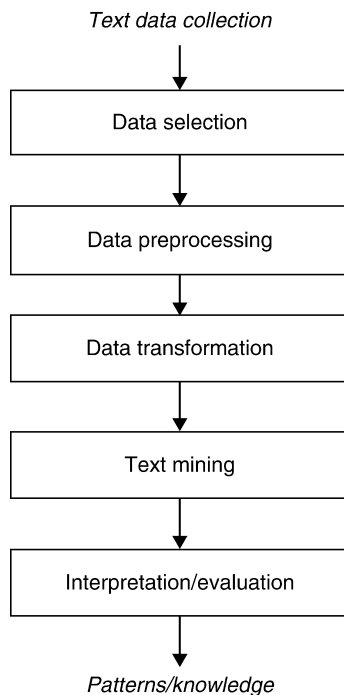 Text data collection
Data selection
Data preprocessing
Data transformation
Text mining
Interpretation/evaluation
Patterns/knowledge